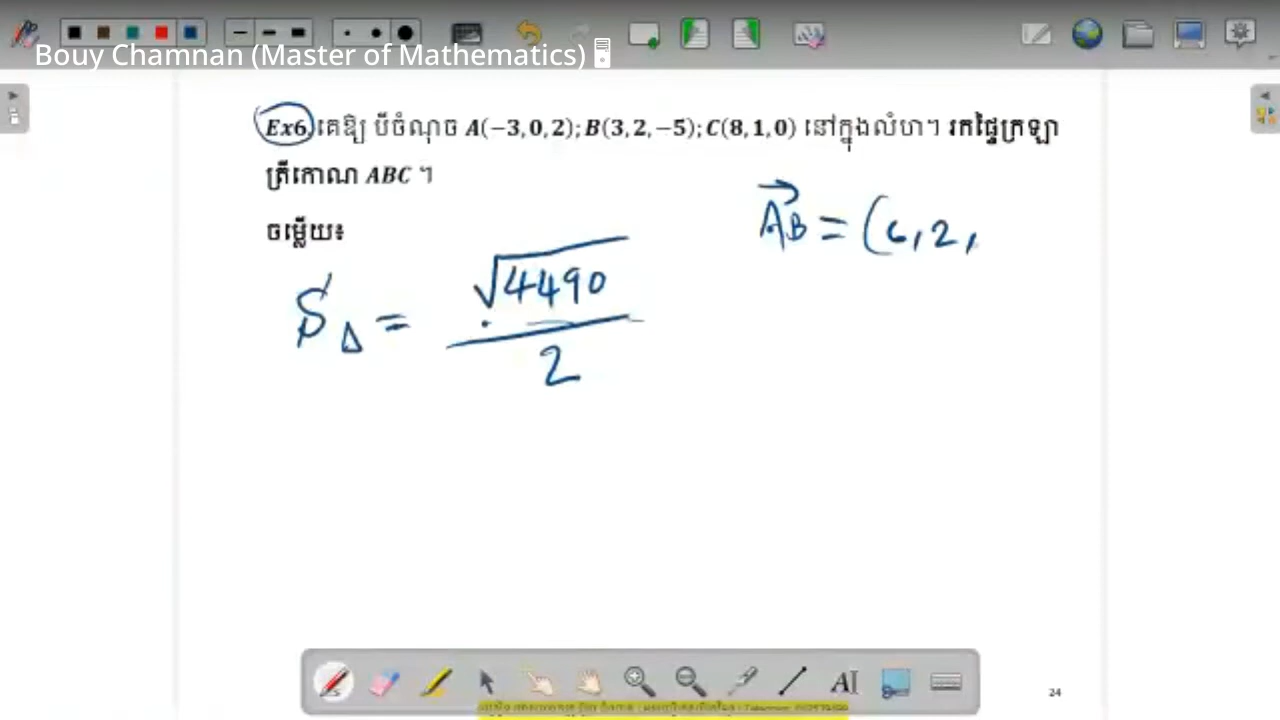 Bouy Chamnan (Master of Mathematics)
Ex6. គេឱ្យ បីចំណុច A(−3, 0, 2); B(3, 2, −5); C(8, 1, 0) នៅក្នុងលំហ។ រកផ្ទៃក្រឡា
ត្រីកោណ ABC ។
ចម្លើយ៖
AB = (6, 2,
S△ = √4490 / 2
AI
24